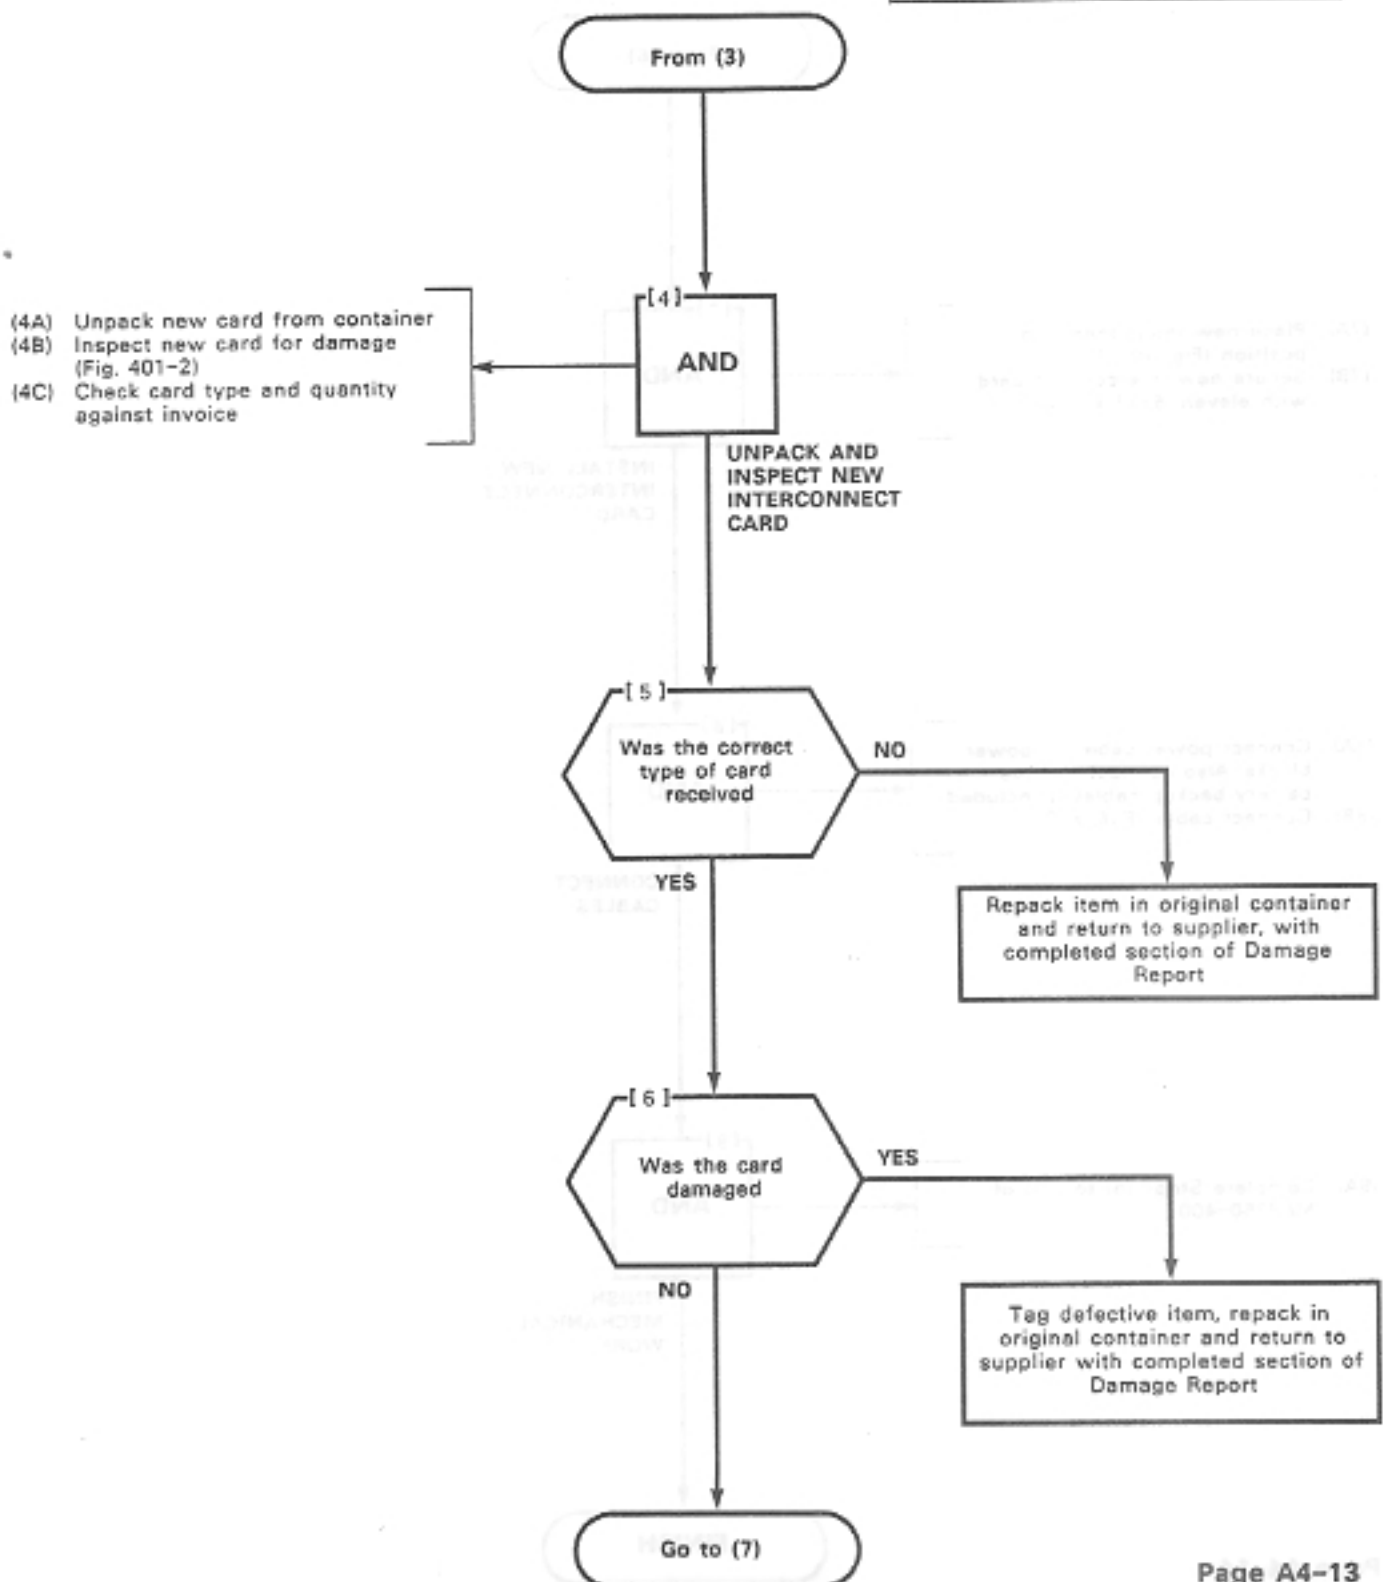 From (3)
[4]
(4A) Unpack new card from container
(4B) Inspect new card for damage
(Fig. 401-2)
(4C) Check card type and quantity
against invoice
AND
UNPACK AND
INSPECT NEW
INTERCONNECT
CARD
[5]
Was the correct
type of card
received
NO
YES
Repack item in original container
and return to supplier, with
completed section of Damage
Report
[6]
Was the card
damaged
YES
NO
Tag defective item, repack in
original container and return to
supplier with completed section of
Damage Report
Go to (7)
Page A4-13